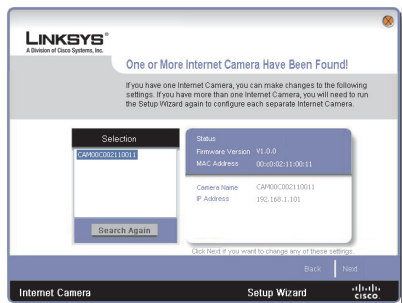 LINKSYS®
A Division of Cisco Systems, Inc.
One or More Internet Camera Have Been Found!
If you have one Internet Camera, you can make changes to the following
settings. If you have more than one Internet Camera, you will need to run
the Setup Wizard again to configure each separate Internet Camera.
Selection
CAM00C002110011
Search Again
Status
Firmware Version V1.0.0
MAC Address 00:c0:02:11:00:11
Camera Name CAM00C002110011
IP Address 192.168.1.101
Click Next if you want to change any of these settings.
Back Next
Internet Camera Setup Wizard
CISCO.